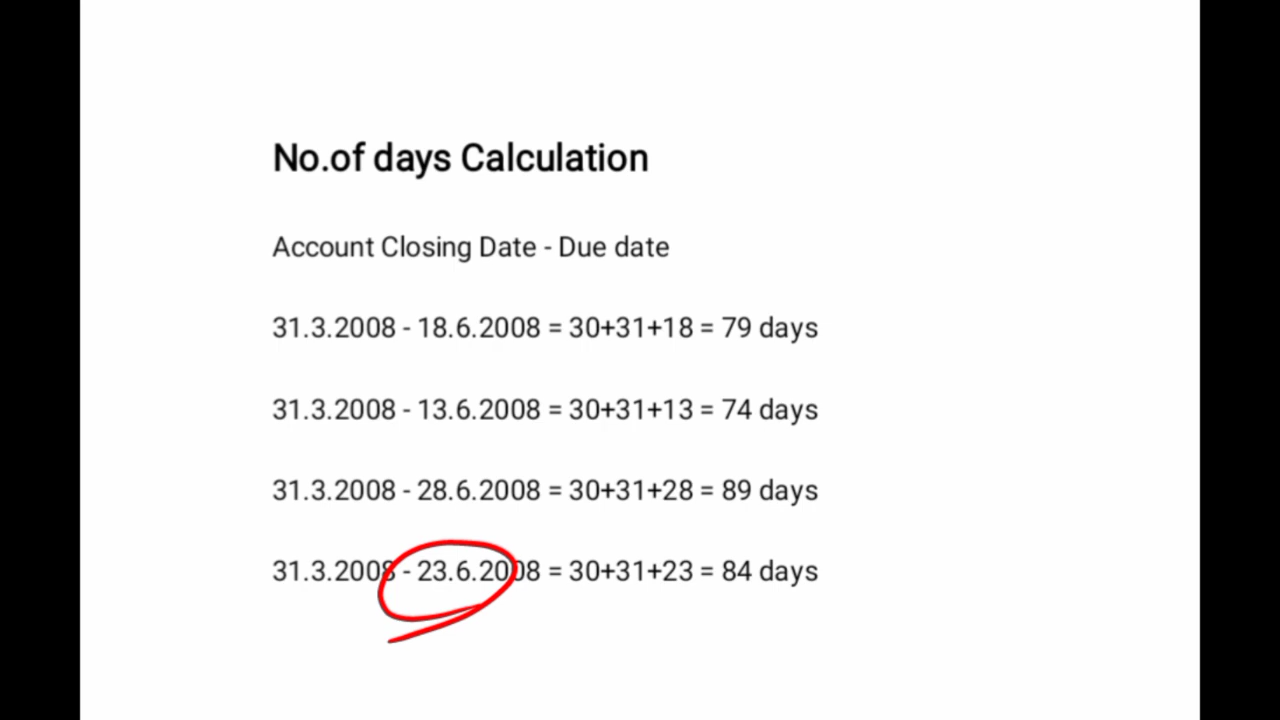 No.of days Calculation
Account Closing Date - Due date
31.3.2008 - 18.6.2008 = 30+31+18 = 79 days
31.3.2008 - 13.6.2008 = 30+31+13 = 74 days
31.3.2008 - 28.6.2008 = 30+31+28 = 89 days
31.3.2008 - 23.6.2008 = 30+31+23 = 84 days